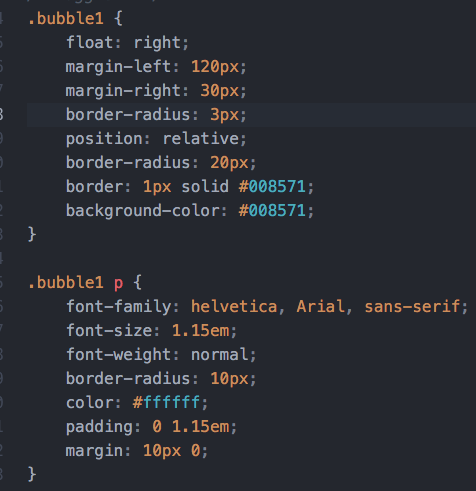 .bubble1 {
float: right;
margin-left: 120px;
margin-right: 30px;
border-radius: 3px;
position: relative;
border-radius: 20px;
border: 1px solid #008571;
background-color: #008571;
}
.bubble1 p {
font-family: helvetica, Arial, sans-serif;
font-size: 1.15em;
font-weight: normal;
border-radius: 10px;
color: #ffffff;
padding: 0 1.15em;
margin: 10px 0;
}